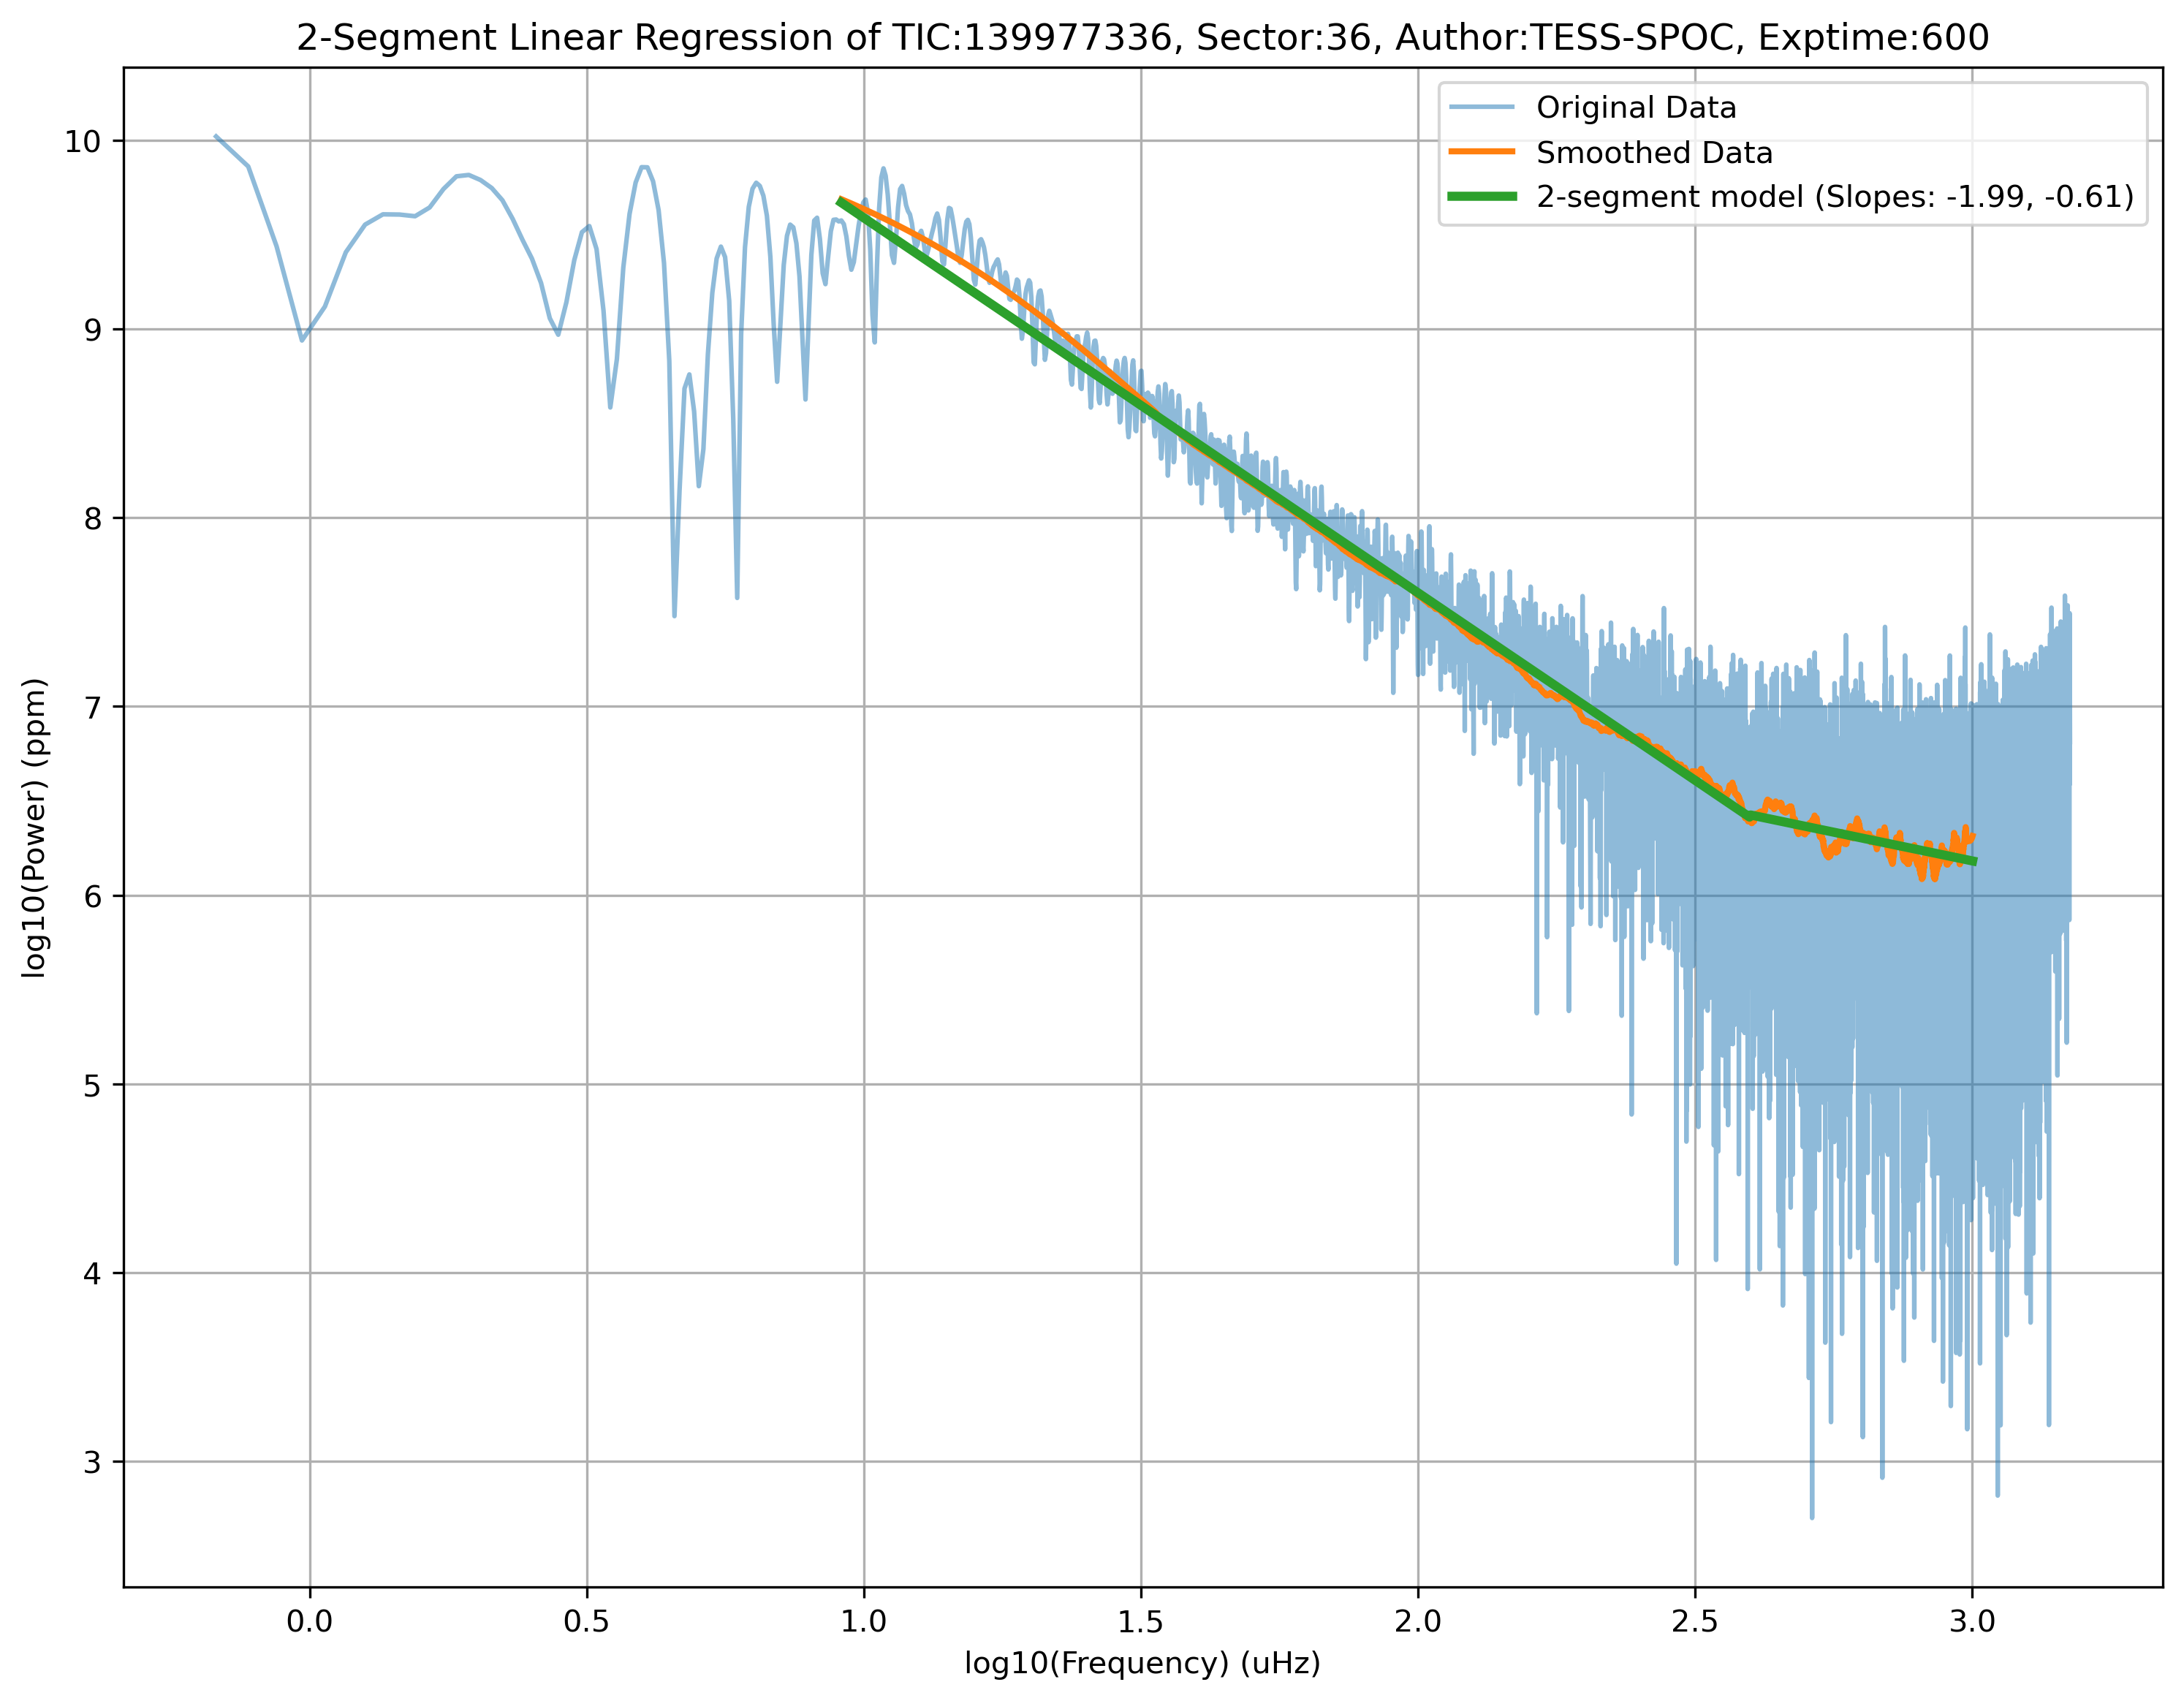 2-Segment Linear Regression of TIC:139977336, Sector:36, Author:TESS-SPOC, Exptime:600
Original Data
Smoothed Data
2-segment model (Slopes: -1.99, -0.61)
log10(Power) (ppm)
10
9
8
7
6
5
4
3
0.0 0.5 1.0 1.5 2.0 2.5 3.0
log10(Frequency) (uHz)